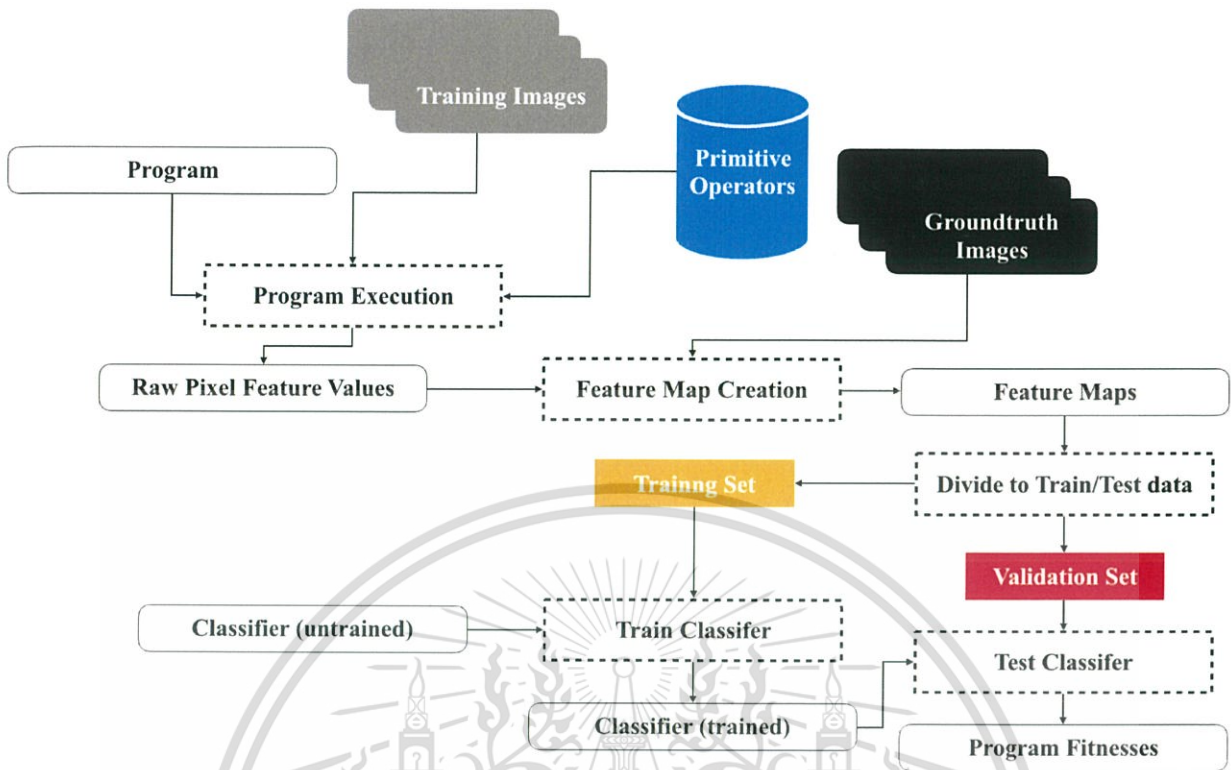 Training Images
Program
Primitive
Operators
Groundtruth
Images
Program Execution
Raw Pixel Feature Values
Feature Map Creation
Feature Maps
Trainng Set
Divide to Train/Test data
Validation Set
Classifier (untrained)
Train Classifer
Test Classifer
Classifier (trained)
Program Fitnesses